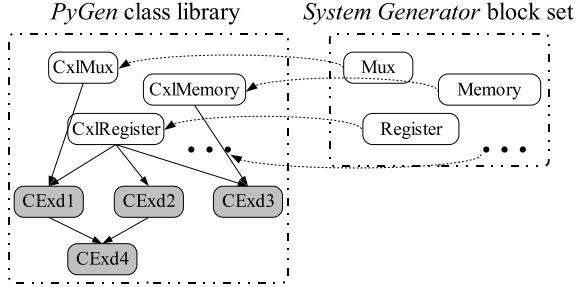 PyGen class library
System Generator block set
CxlMux
Mux
CxlMemory
Memory
CxlRegister
Register
CExd1
CExd2
CExd3
CExd4